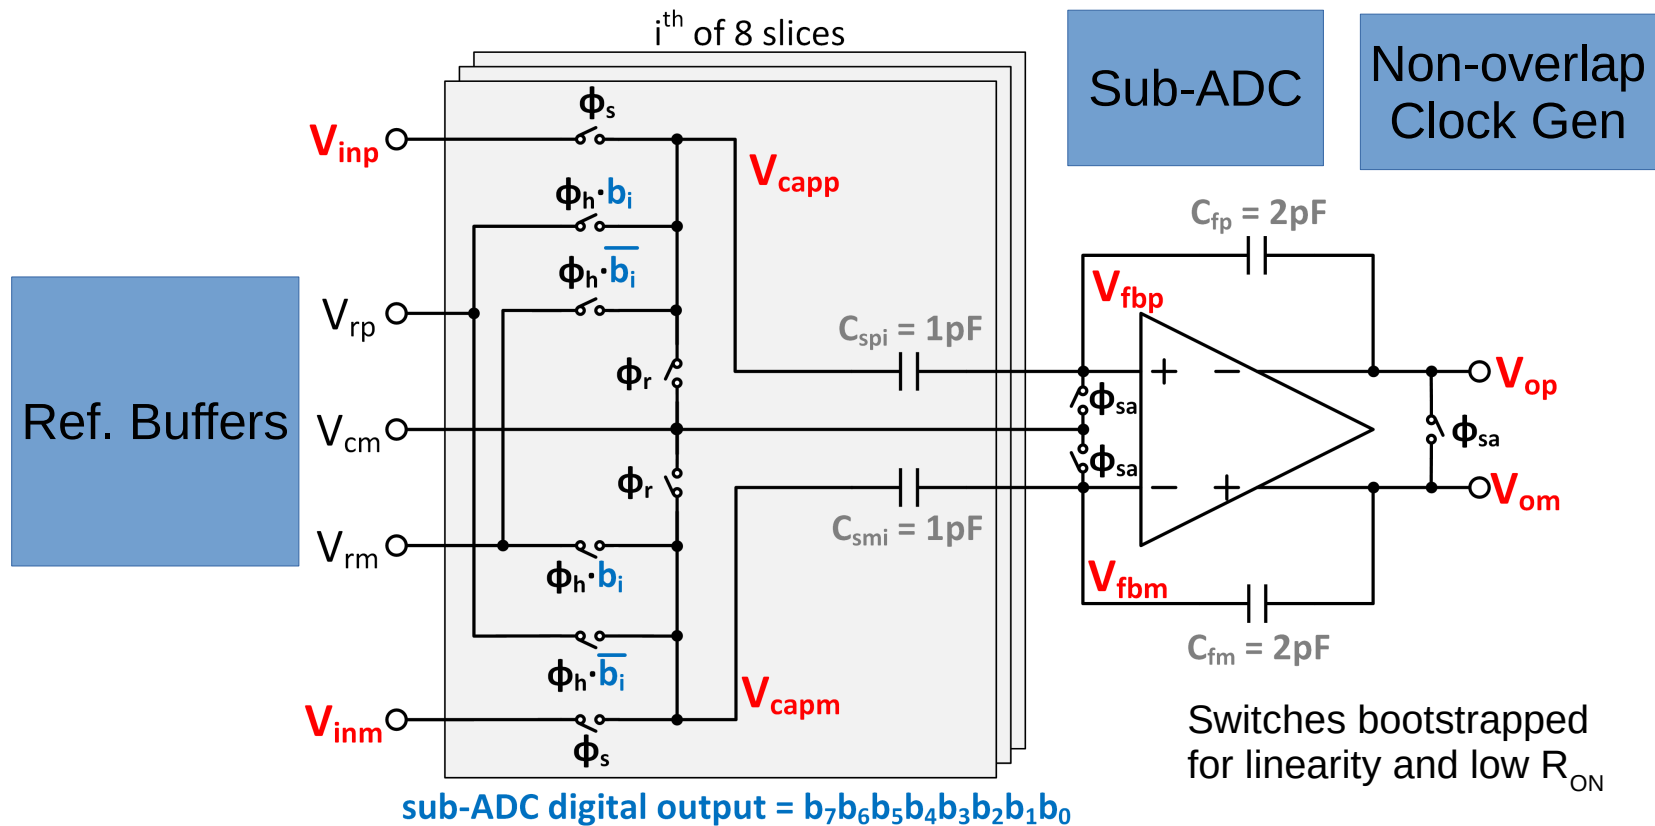 iᵗʰ of 8 slices
Sub-ADC
Non-overlap
Clock Gen
ϕs
Vinp
Vcapp
ϕh·bi
Cfp = 2pF
ϕh·b̅i̅
Vfbp
Vrp
Cspi = 1pF
+ −
Vop
ϕr
ϕsa
Ref. Buffers
Vcm
ϕsa
ϕsa
ϕr
− +
Vom
Csmi = 1pF
Vrm
ϕh·bi
Vfbm
Cfm = 2pF
ϕh·b̅i̅
Vcapm
Vinm
ϕs
Switches bootstrapped
for linearity and low RON
sub-ADC digital output = b₇b₆b₅b₄b₃b₂b₁b₀